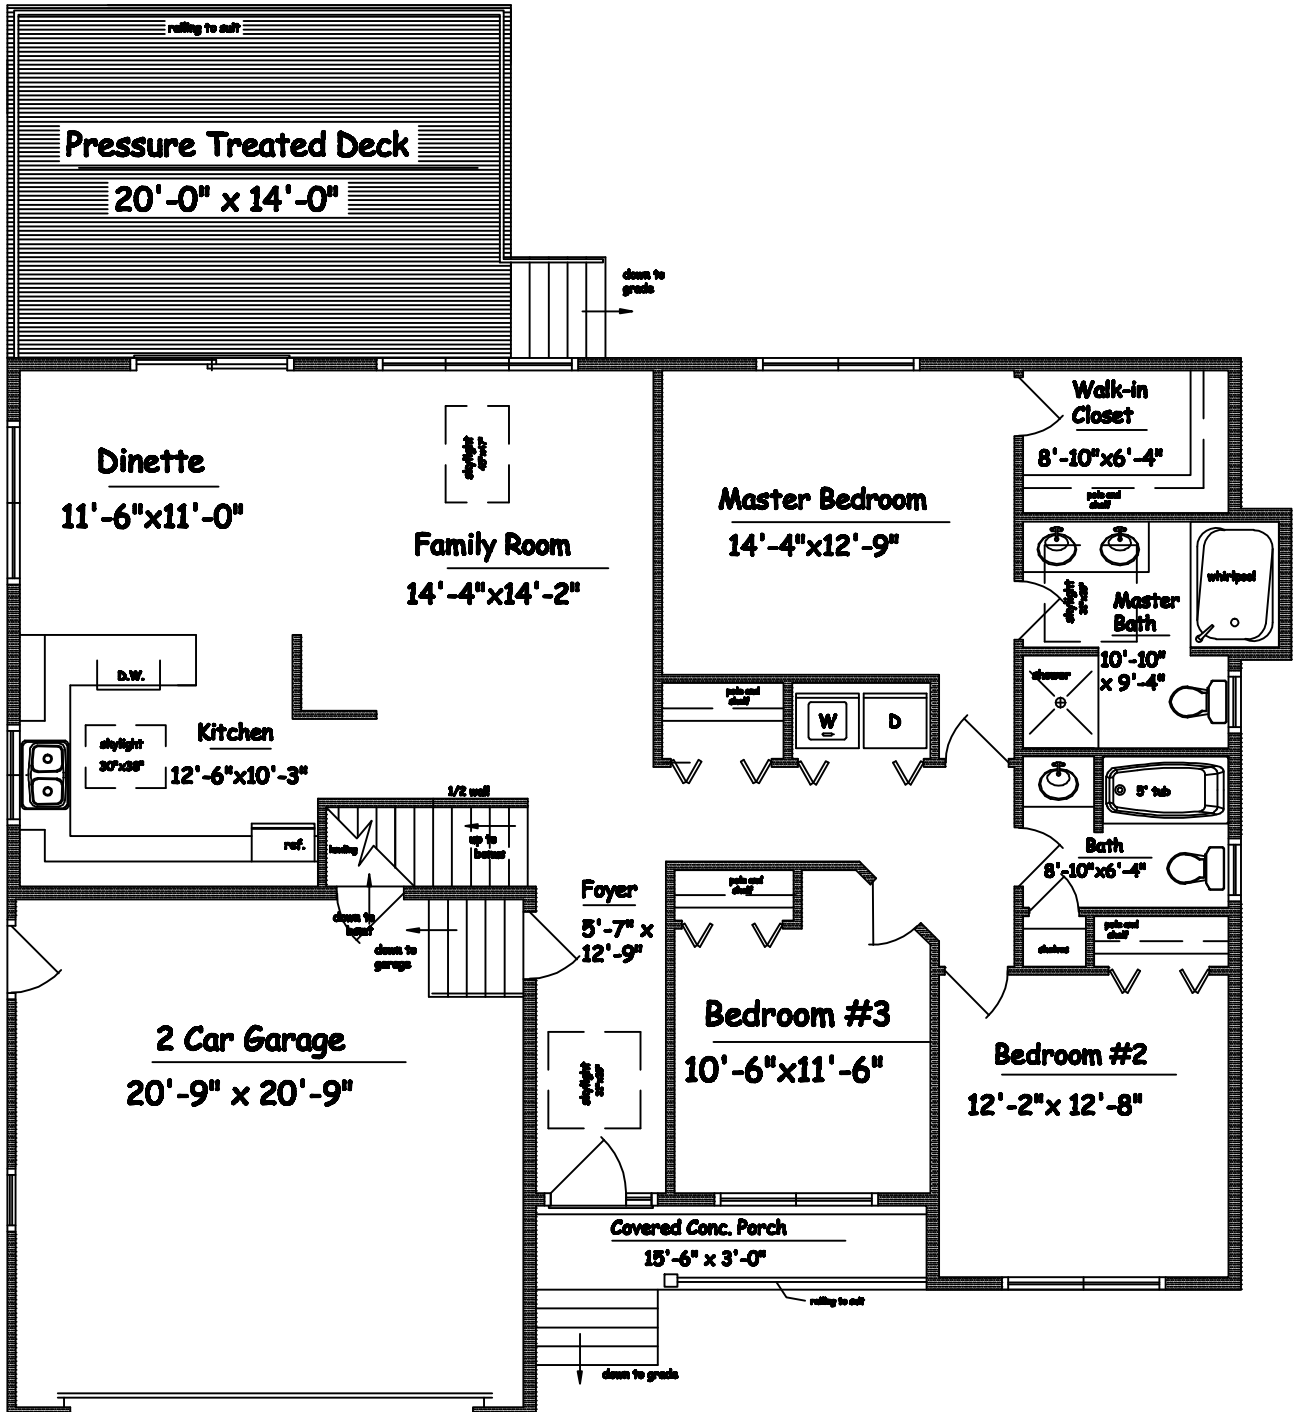 railing to suit
Pressure Treated Deck
20'-0" x 14'-0"
down to
grade
Walk-in
Closet
8'-10"x6'-4"
pole and
shelf
Dinette
11'-6"x11'-0"
skylight
Family Room
14'-4"x14'-2"
Master Bedroom
14'-4"x12'-9"
whirlpool
skylight
Master
Bath
10'-10"
x 9'-4"
shower
D.W.
Kitchen
12'-6"x10'-3"
skylight
30"x38"
pole and
shelf
W
D
5' tub
Bath
8'-10"x6'-4"
1/2 wall
up to
bonus
landing
ref.
down to
down to
garage
Foyer
5'-7" x
12'-9"
pole and
shelf
pole and
shelf
shelves
2 Car Garage
20'-9" x 20'-9"
skylight
Bedroom #3
10'-6"x11'-6"
Bedroom #2
12'-2"x 12'-8"
Covered Conc. Porch
15'-6" x 3'-0"
railing to suit
down to grade